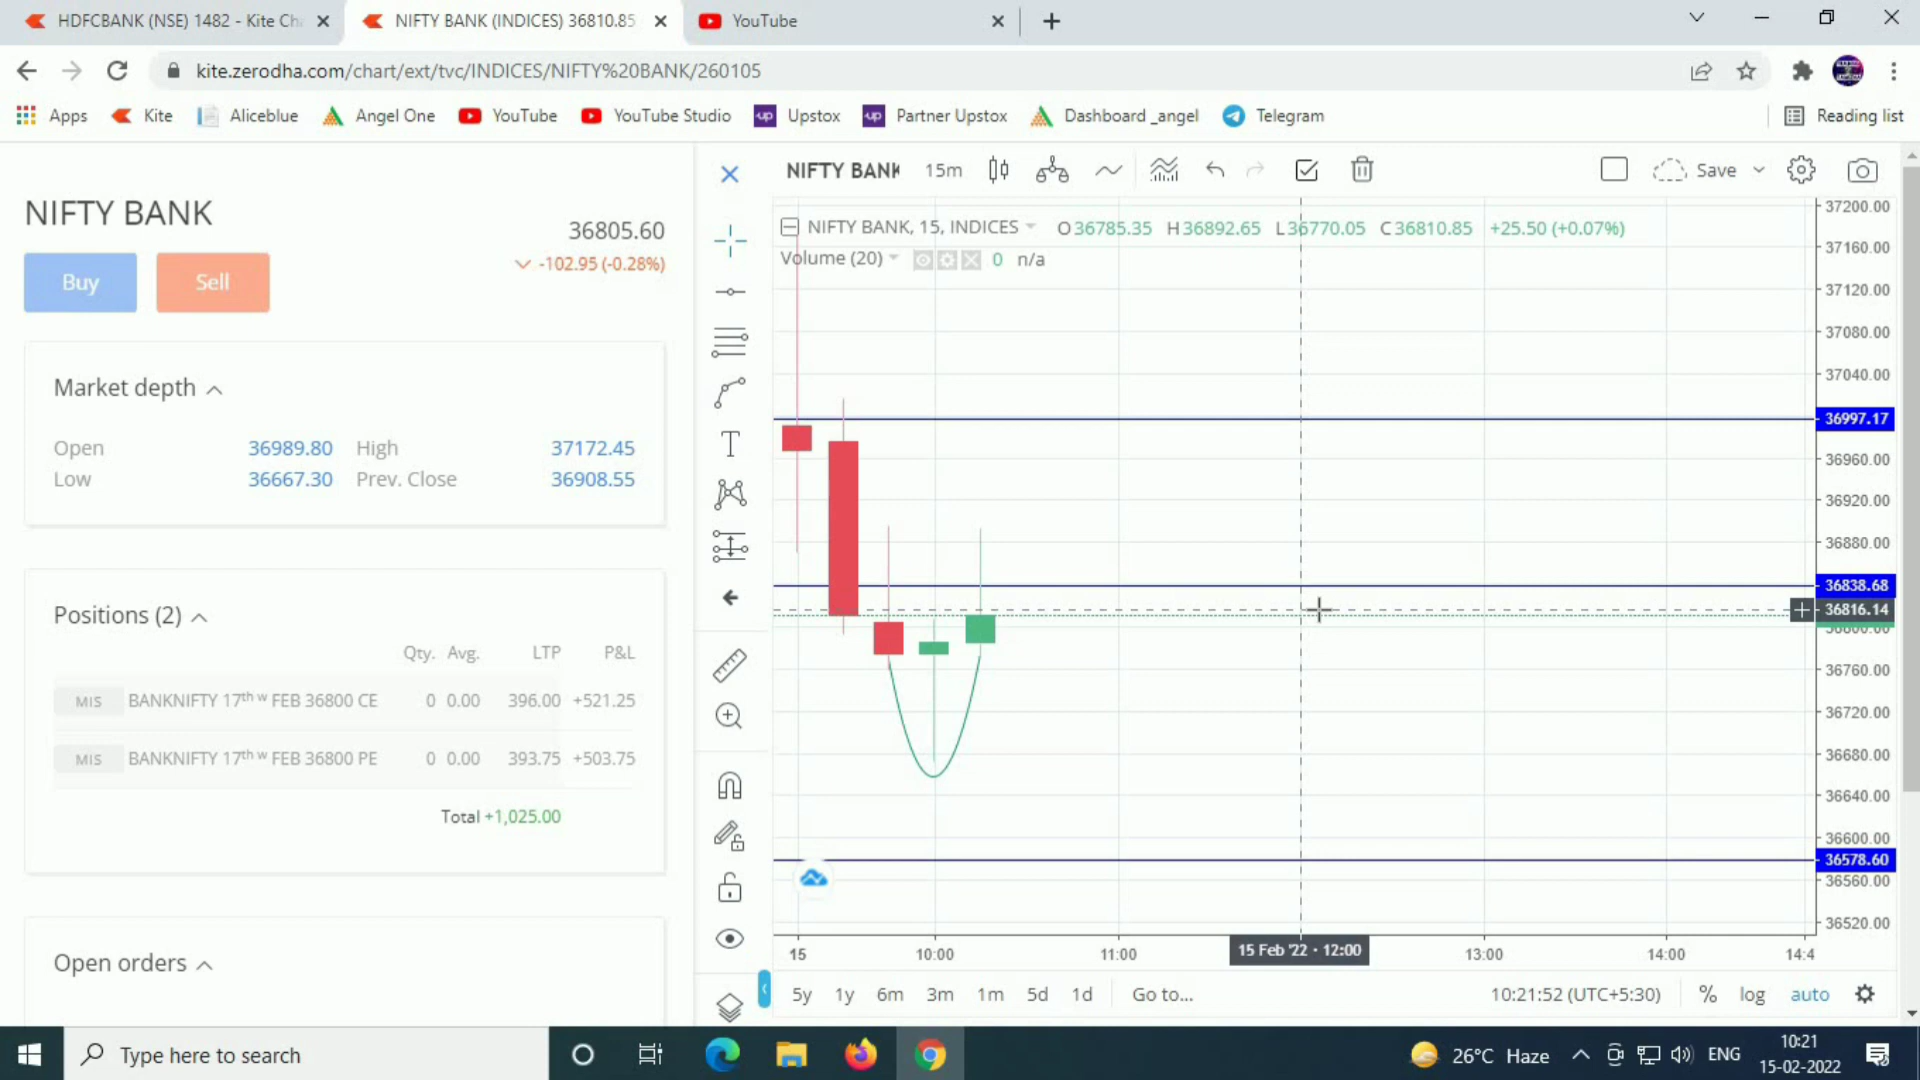 HDFCBANK (NSE) 1482 - Kite Ch
NIFTY BANK (INDICES) 36810.85
YouTube
kite.zerodha.com/chart/ext/tvc/INDICES/NIFTY%20BANK/260105
Apps
Kite
Aliceblue
Angel One
YouTube
YouTube Studio
up
Upstox
up
Partner Upstox
Dashboard _angel
Telegram
Reading list
NIFTY BANK
36805.60
-102.95 (-0.28%)
Buy
Sell
Market depth
Open 36989.80 High 37172.45
Low 36667.30 Prev. Close 36908.55
Positions (2)
Qty. Avg. LTP P&L
MIS BANKNIFTY 17th w FEB 36800 CE 0 0.00 396.00 +521.25
MIS BANKNIFTY 17th w FEB 36800 PE 0 0.00 393.75 +503.75
Total +1,025.00
Open orders
NIFTY BANK
15m
Save
NIFTY BANK, 15, INDICES O36785.35 H36892.65 L36770.05 C36810.85 +25.50 (+0.07%)
Volume (20) 0 n/a
T
37200.00
37160.00
37120.00
37080.00
37040.00
36997.17
36960.00
36920.00
36880.00
36838.68
36816.14
36800.00
36760.00
36720.00
36680.00
36640.00
36600.00
36578.60
36560.00
36520.00
15 10:00 11:00 15 Feb '22 · 12:00 13:00 14:00 14:4
5y 1y 6m 3m 1m 5d 1d Go to... 10:21:52 (UTC+5:30) % log auto
Type here to search
26°C Haze
ENG
10:21
15-02-2022